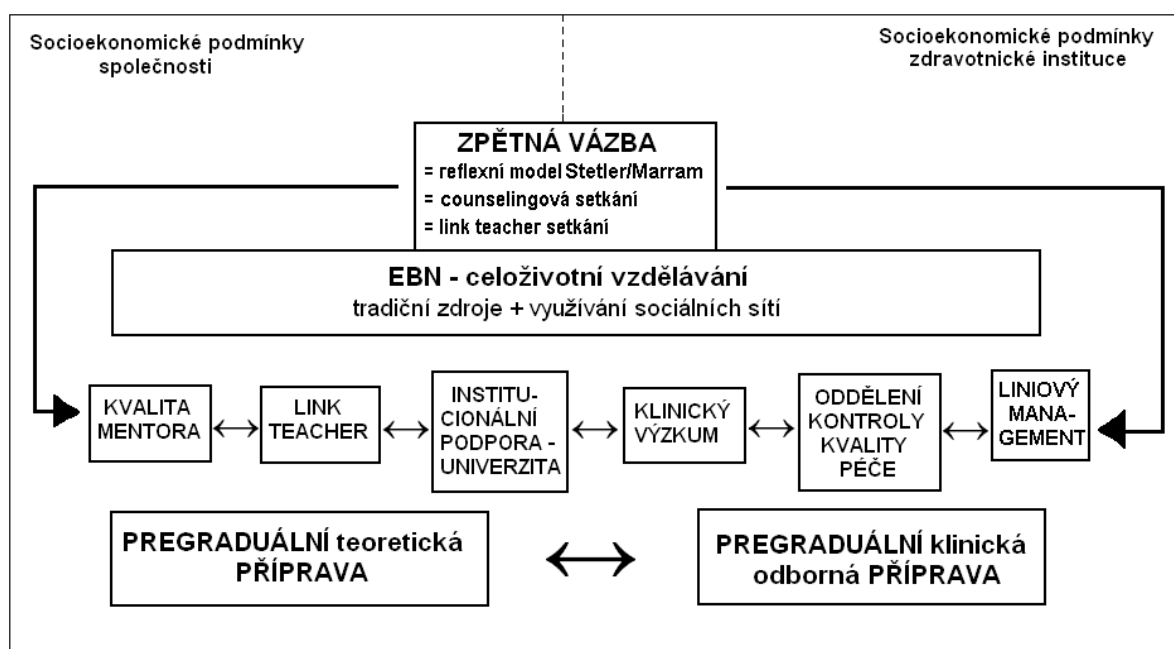 Socioekonomické podmínky
společnosti
Socioekonomické podmínky
zdravotnické instituce
ZPĚTNÁ VÁZBA
= reflexní model Stetler/Marram
= counselingová setkání
= link teacher setkání
EBN - celoživotní vzdělávání
tradiční zdroje + využívání sociálních sítí
KVALITA
MENTORA
LINK
TEACHER
INSTITU-
CIONÁLNÍ
PODPORA -
UNIVERZITA
KLINICKÝ
VÝZKUM
ODDĚLENÍ
KONTROLY
KVALITY
PÉČE
LINIOVÝ
MANA-
GEMENT
PREGRADUÁLNÍ teoretická
PŘÍPRAVA
PREGRADUÁLNÍ klinická
odborná PŘÍPRAVA